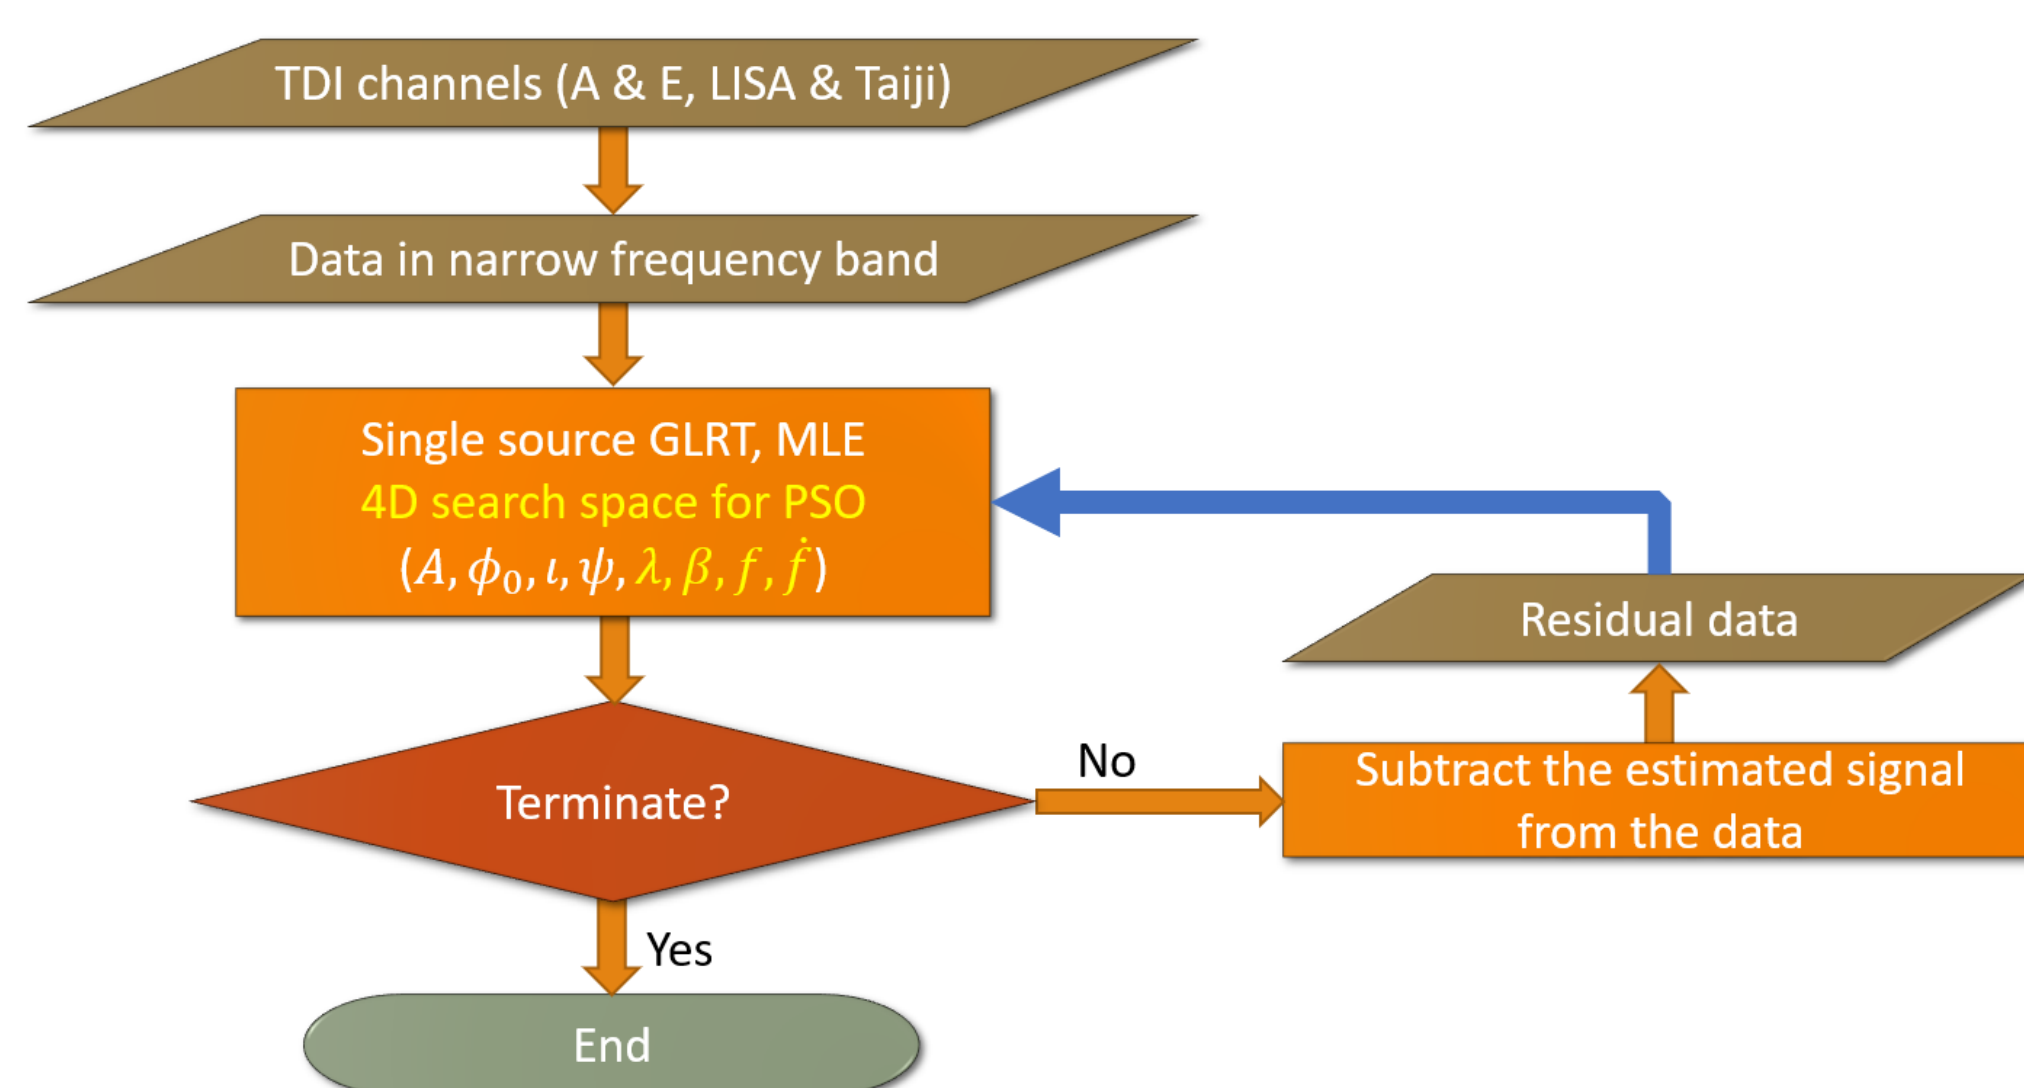 TDI channels (A & E, LISA & Taiji)
Data in narrow frequency band
Single source GLRT, MLE
4D search space for PSO
(A, ϕ₀, ι, ψ, λ, β, f, ḟ)
Terminate?
No
Subtract the estimated signal
from the data
Residual data
Yes
End